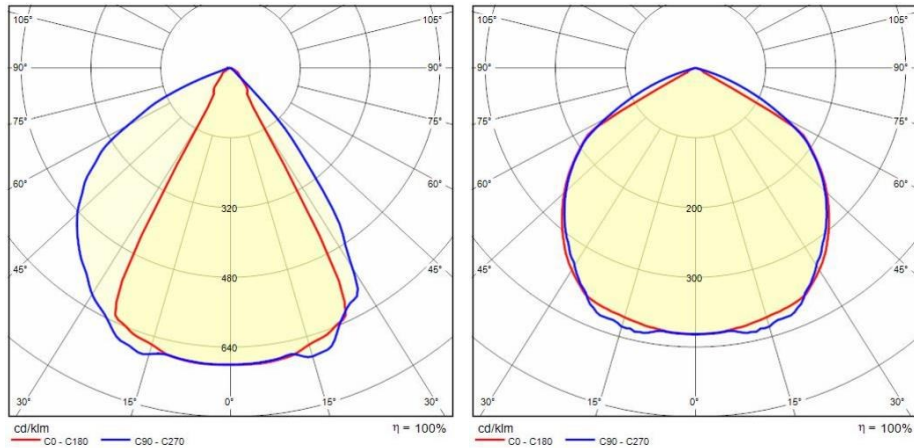 105° 105° 105° 105°
90° 90° 90° 90°
75° 75° 75° 75°
60° 60° 60° 60°
320 200
45° 45° 45° 45°
480 300
640
30° 15° 0° 15° 30° 30° 15° 0° 15° 30°
cd/klm η = 100% cd/klm η = 100%
C0 - C180 C90 - C270 C0 - C180 C90 - C270